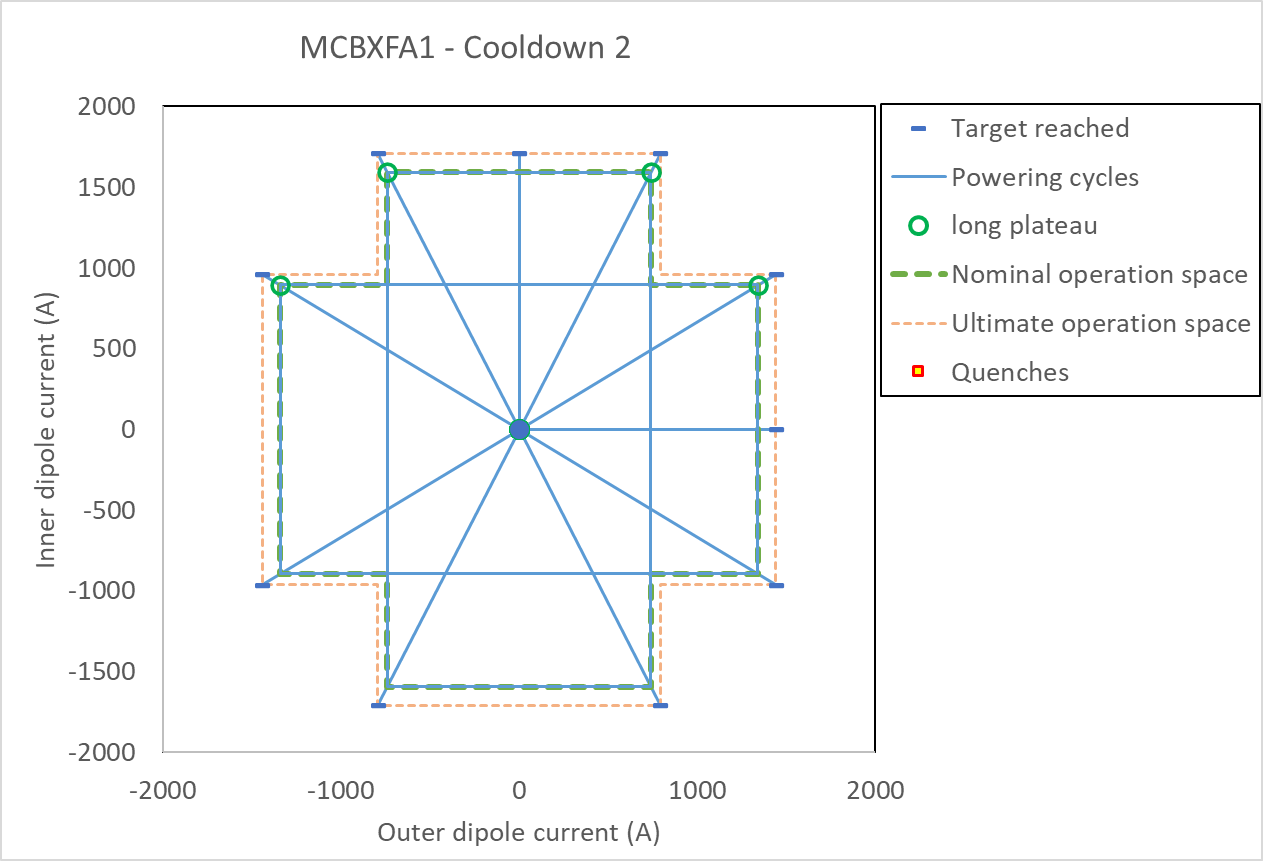 MCBXFA1 - Cooldown 2
2000
1500
1000
500
0
-500
-1000
-1500
-2000
Inner dipole current (A)
-2000
-1000
0
1000
2000
Outer dipole current (A)
Target reached
Powering cycles
long plateau
Nominal operation space
Ultimate operation space
Quenches